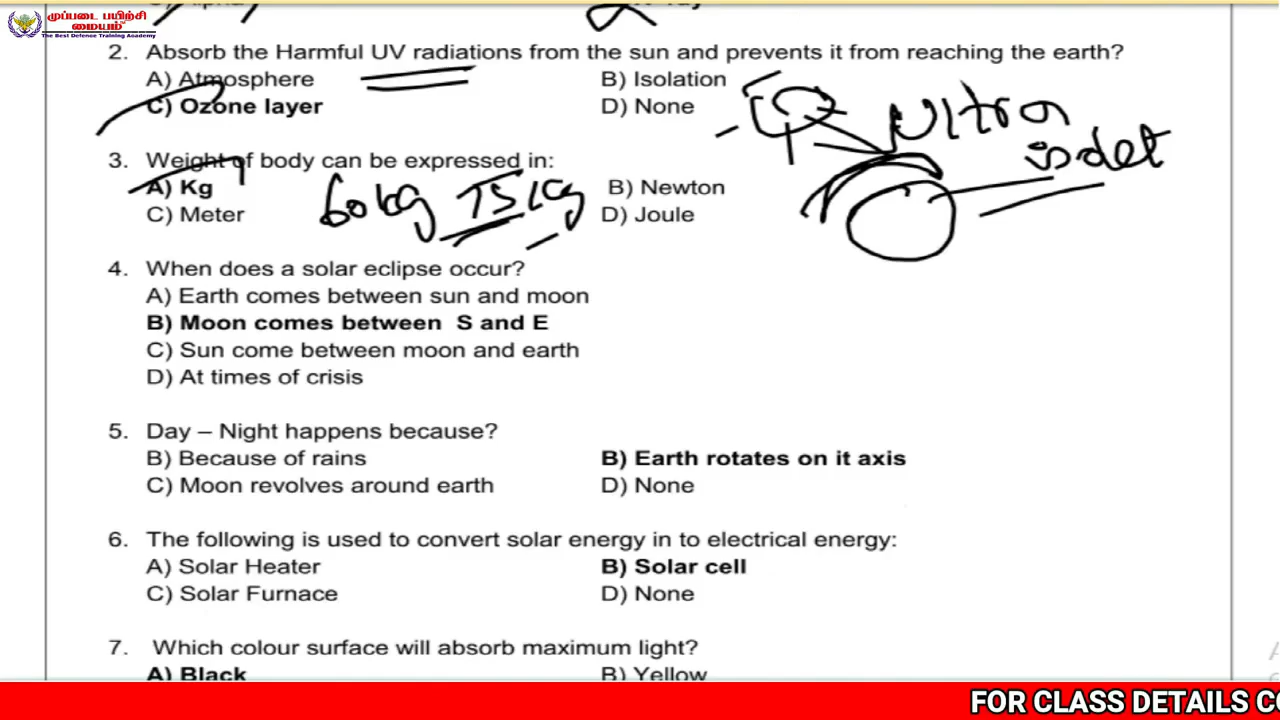 முப்படை பயிற்சி
மையம்
The Best Defence Training Academy
2. Absorb the Harmful UV radiations from the sun and prevents it from reaching the earth?
A) Atmosphere B) Isolation
C) Ozone layer D) None
Ultra
3. Weight of body can be expressed in:
A) Kg B) Newton
60kg 75 Kg
C) Meter D) Joule
4. When does a solar eclipse occur?
A) Earth comes between sun and moon
B) Moon comes between S and E
C) Sun come between moon and earth
D) At times of crisis
5. Day – Night happens because?
B) Because of rains B) Earth rotates on it axis
C) Moon revolves around earth D) None
6. The following is used to convert solar energy in to electrical energy:
A) Solar Heater B) Solar cell
C) Solar Furnace D) None
7. Which colour surface will absorb maximum light?
A) Black B) Yellow
FOR CLASS DETAILS